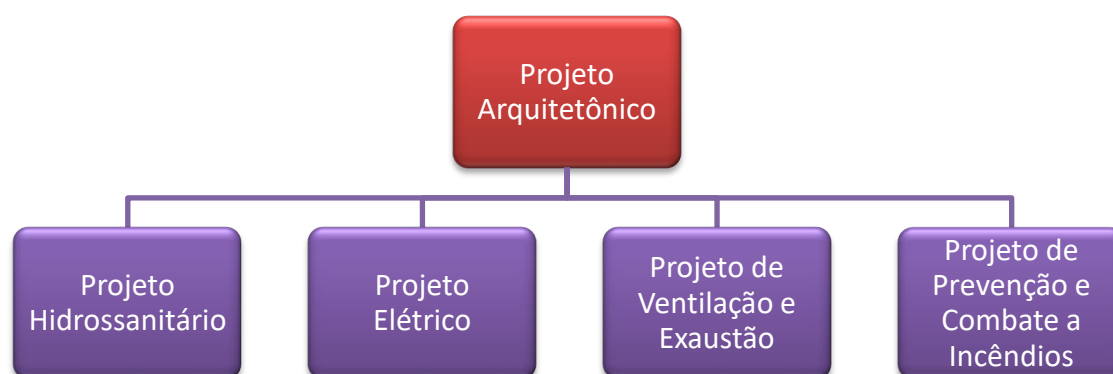 Projeto
Arquitetônico
Projeto
Hidrossanitário
Projeto
Elétrico
Projeto de
Ventilação e
Exaustão
Projeto de
Prevenção e
Combate a
Incêndios